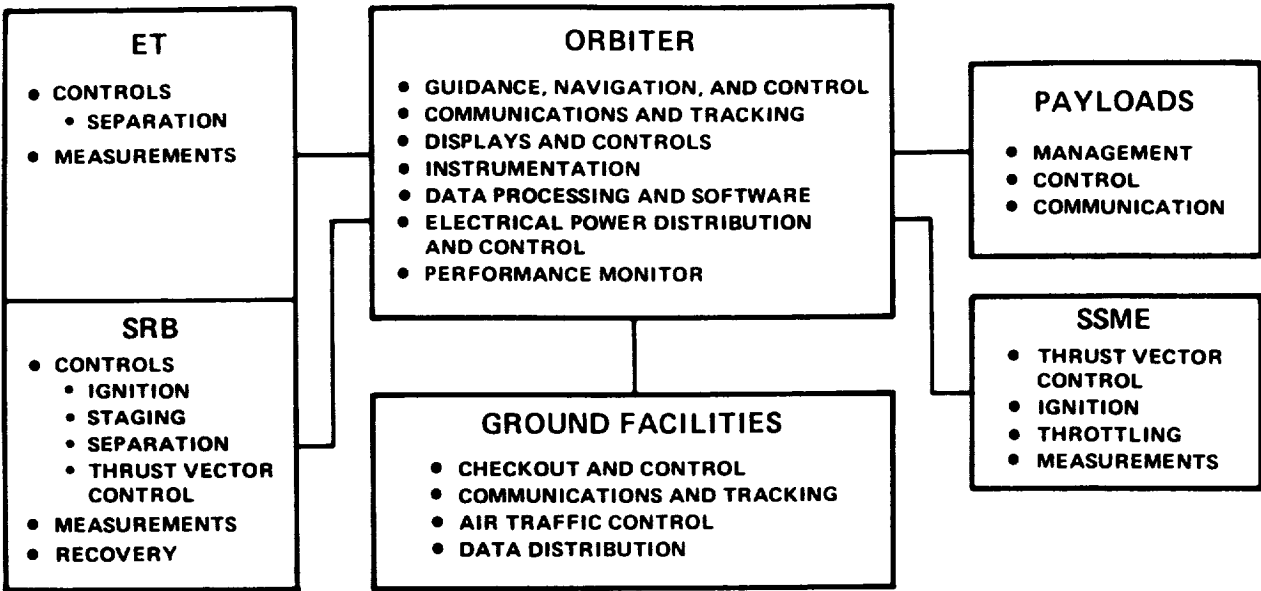 ET
• CONTROLS
• SEPARATION
• MEASUREMENTS
SRB
• CONTROLS
• IGNITION
• STAGING
• SEPARATION
• THRUST VECTOR
CONTROL
• MEASUREMENTS
• RECOVERY
ORBITER
• GUIDANCE, NAVIGATION, AND CONTROL
• COMMUNICATIONS AND TRACKING
• DISPLAYS AND CONTROLS
• INSTRUMENTATION
• DATA PROCESSING AND SOFTWARE
• ELECTRICAL POWER DISTRIBUTION
AND CONTROL
• PERFORMANCE MONITOR
GROUND FACILITIES
• CHECKOUT AND CONTROL
• COMMUNICATIONS AND TRACKING
• AIR TRAFFIC CONTROL
• DATA DISTRIBUTION
PAYLOADS
• MANAGEMENT
• CONTROL
• COMMUNICATION
SSME
• THRUST VECTOR
CONTROL
• IGNITION
• THROTTLING
• MEASUREMENTS